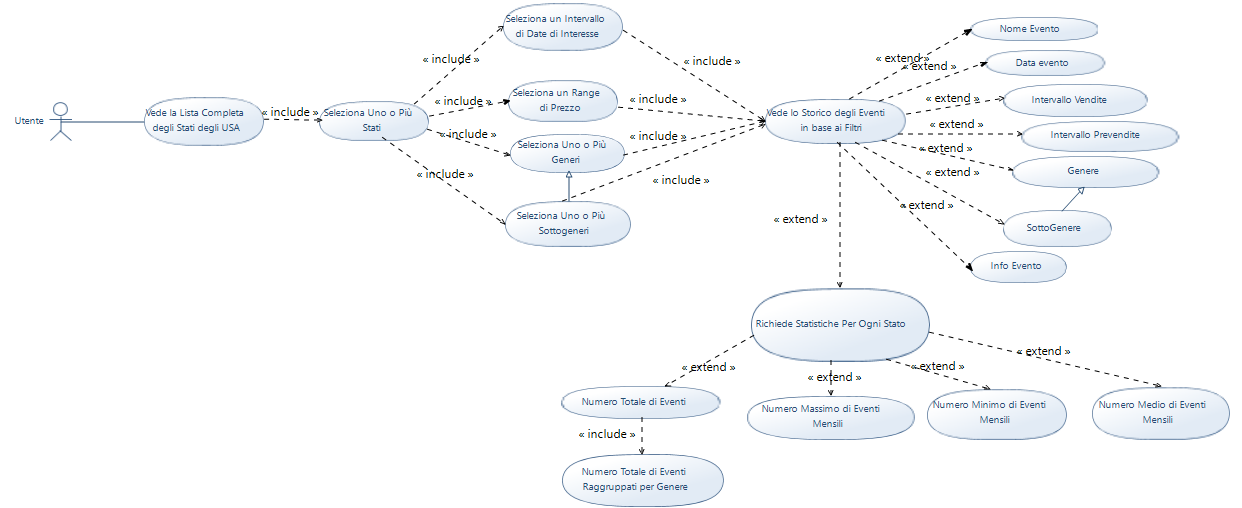 Utente
Vede la Lista Completa
degli Stati degli USA
« include »
Seleziona Uno o Più
Stati
« include »
« include »
« include »
« include »
Seleziona un Intervallo
di Date di Interesse
Seleziona un Range
di Prezzo
Seleziona Uno o Più
Generi
Seleziona Uno o Più
Sottogeneri
« include »
« include »
« include »
« include »
Vede lo Storico degli Eventi
in base ai Filtri
« extend »
« extend »
« extend »
« extend »
« extend »
« extend »
« extend »
« extend »
Nome Evento
Data evento
Intervallo Vendite
Intervallo Prevendite
Genere
SottoGenere
Info Evento
Richiede Statistiche Per Ogni Stato
« extend »
« extend »
« extend »
« extend »
Numero Totale di Eventi
Numero Massimo di Eventi
Mensili
Numero Minimo di Eventi
Mensili
Numero Medio di Eventi
Mensili
« include »
Numero Totale di Eventi
Raggruppati per Genere